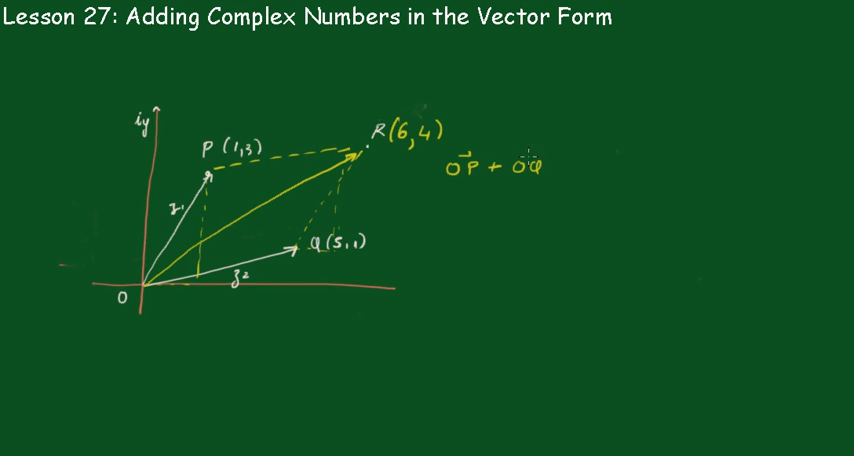 Lesson 27: Adding Complex Numbers in the Vector Form
iy
R(6,4)
P (1,3)
OP + OQ
z1
Q(5,1)
z2
O